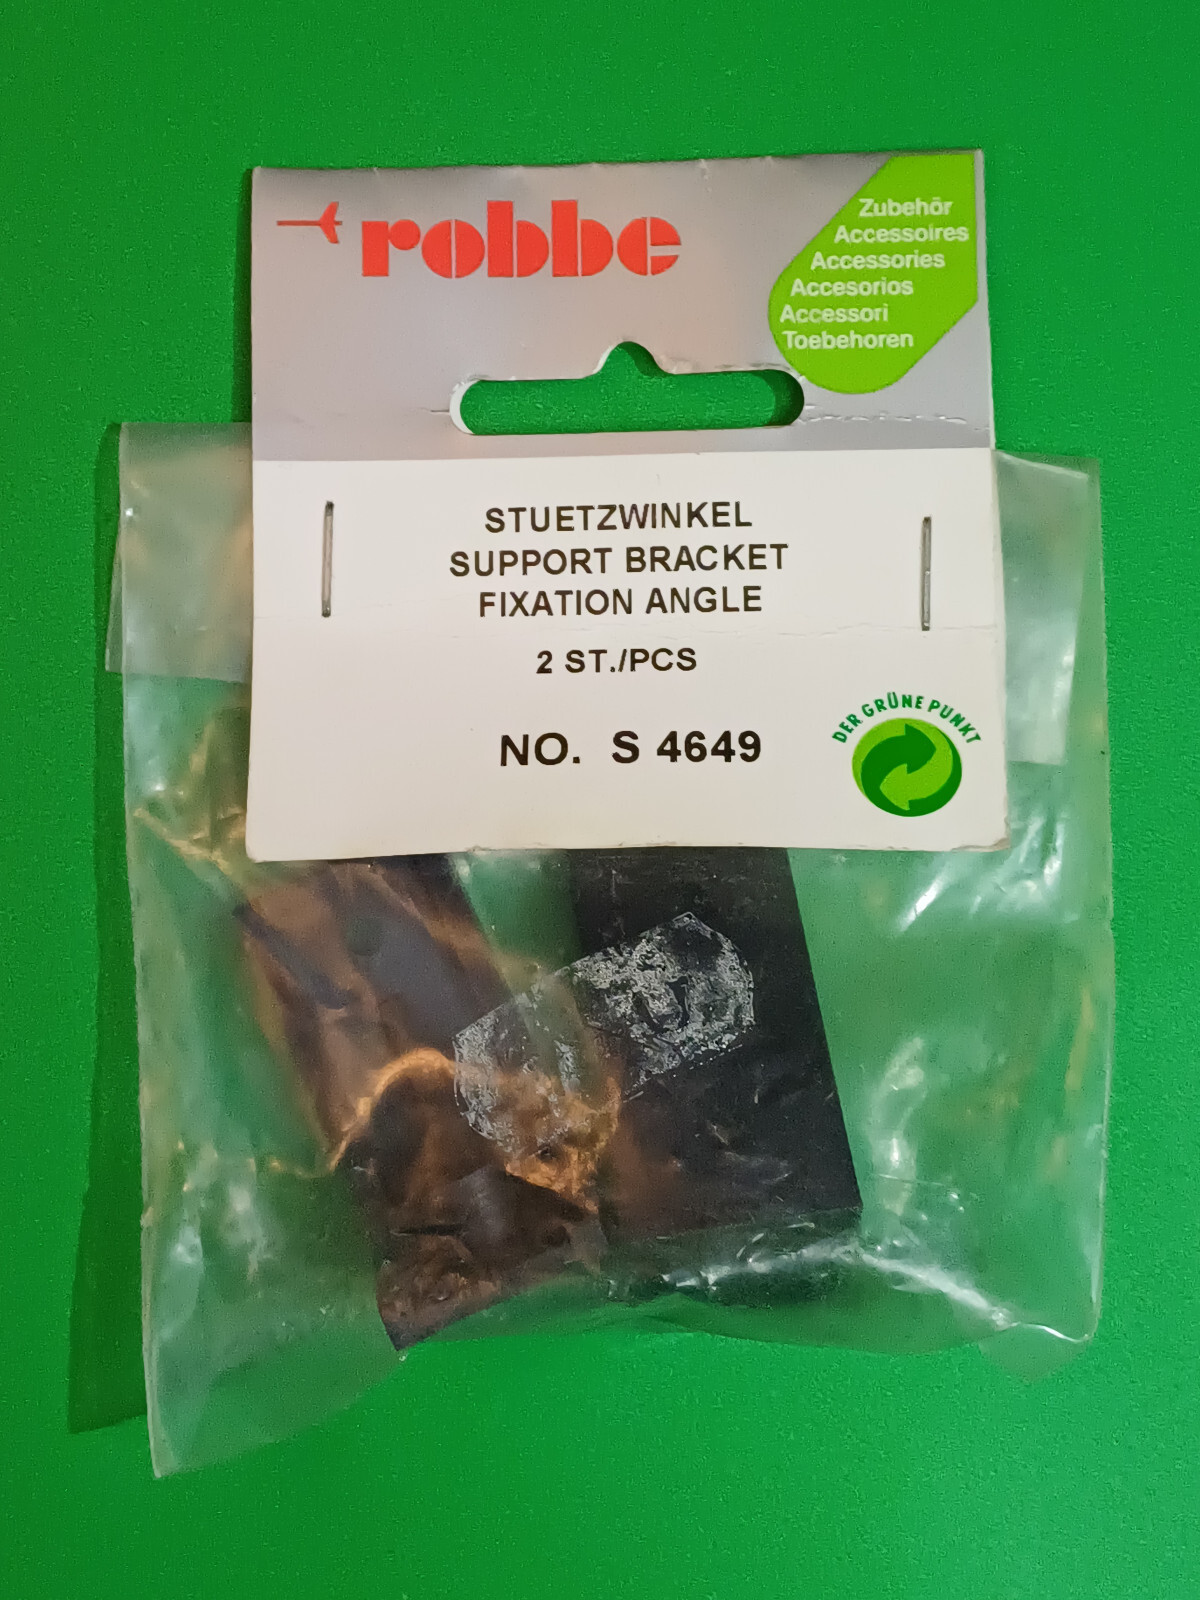 robbe
Zubehör
Accessoires
Accessories
Accesorios
Accessori
Toebehoren
STUETZWINKEL
SUPPORT BRACKET
FIXATION ANGLE
2 ST./PCS
NO. S 4649
DER GRÜNE PUNKT